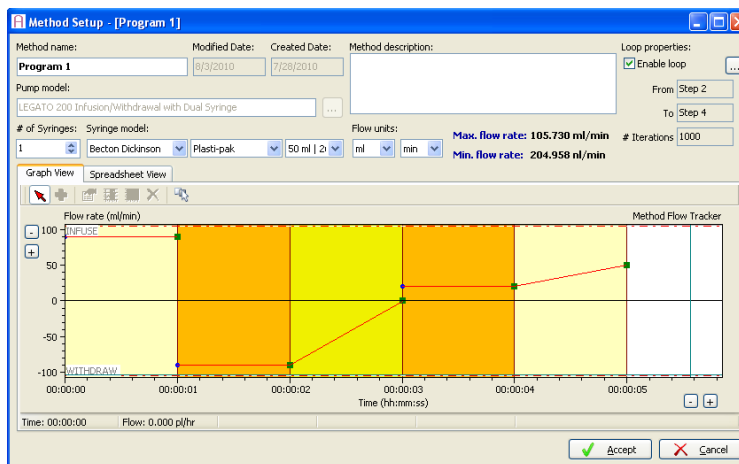 Method Setup - [Program 1]
Method name:
Modified Date:
Created Date:
Method description:
Loop properties:
Program 1
8/3/2010
7/28/2010
Enable loop
...
Pump model:
From Step 2
LEGATO 200 Infusion/Withdrawal with Dual Syringe
...
To Step 4
# of Syringes:
Syringe model:
Flow units:
Max. flow rate: 105.730 ml/min
# Iterations 1000
1
Becton Dickinson
Plasti-pak
50 ml |
ml
min
Min. flow rate: 204.958 nl/min
Graph View
Spreadsheet View
Flow rate (ml/min)
Method Flow Tracker
INFUSE
100
50
0
-50
-100
WITHDRAW
00:00:00
00:00:01
00:00:02
00:00:03
00:00:04
00:00:05
Time (hh:mm:ss)
Time: 00:00:00
Flow: 0.000 pl/hr
Accept
Cancel